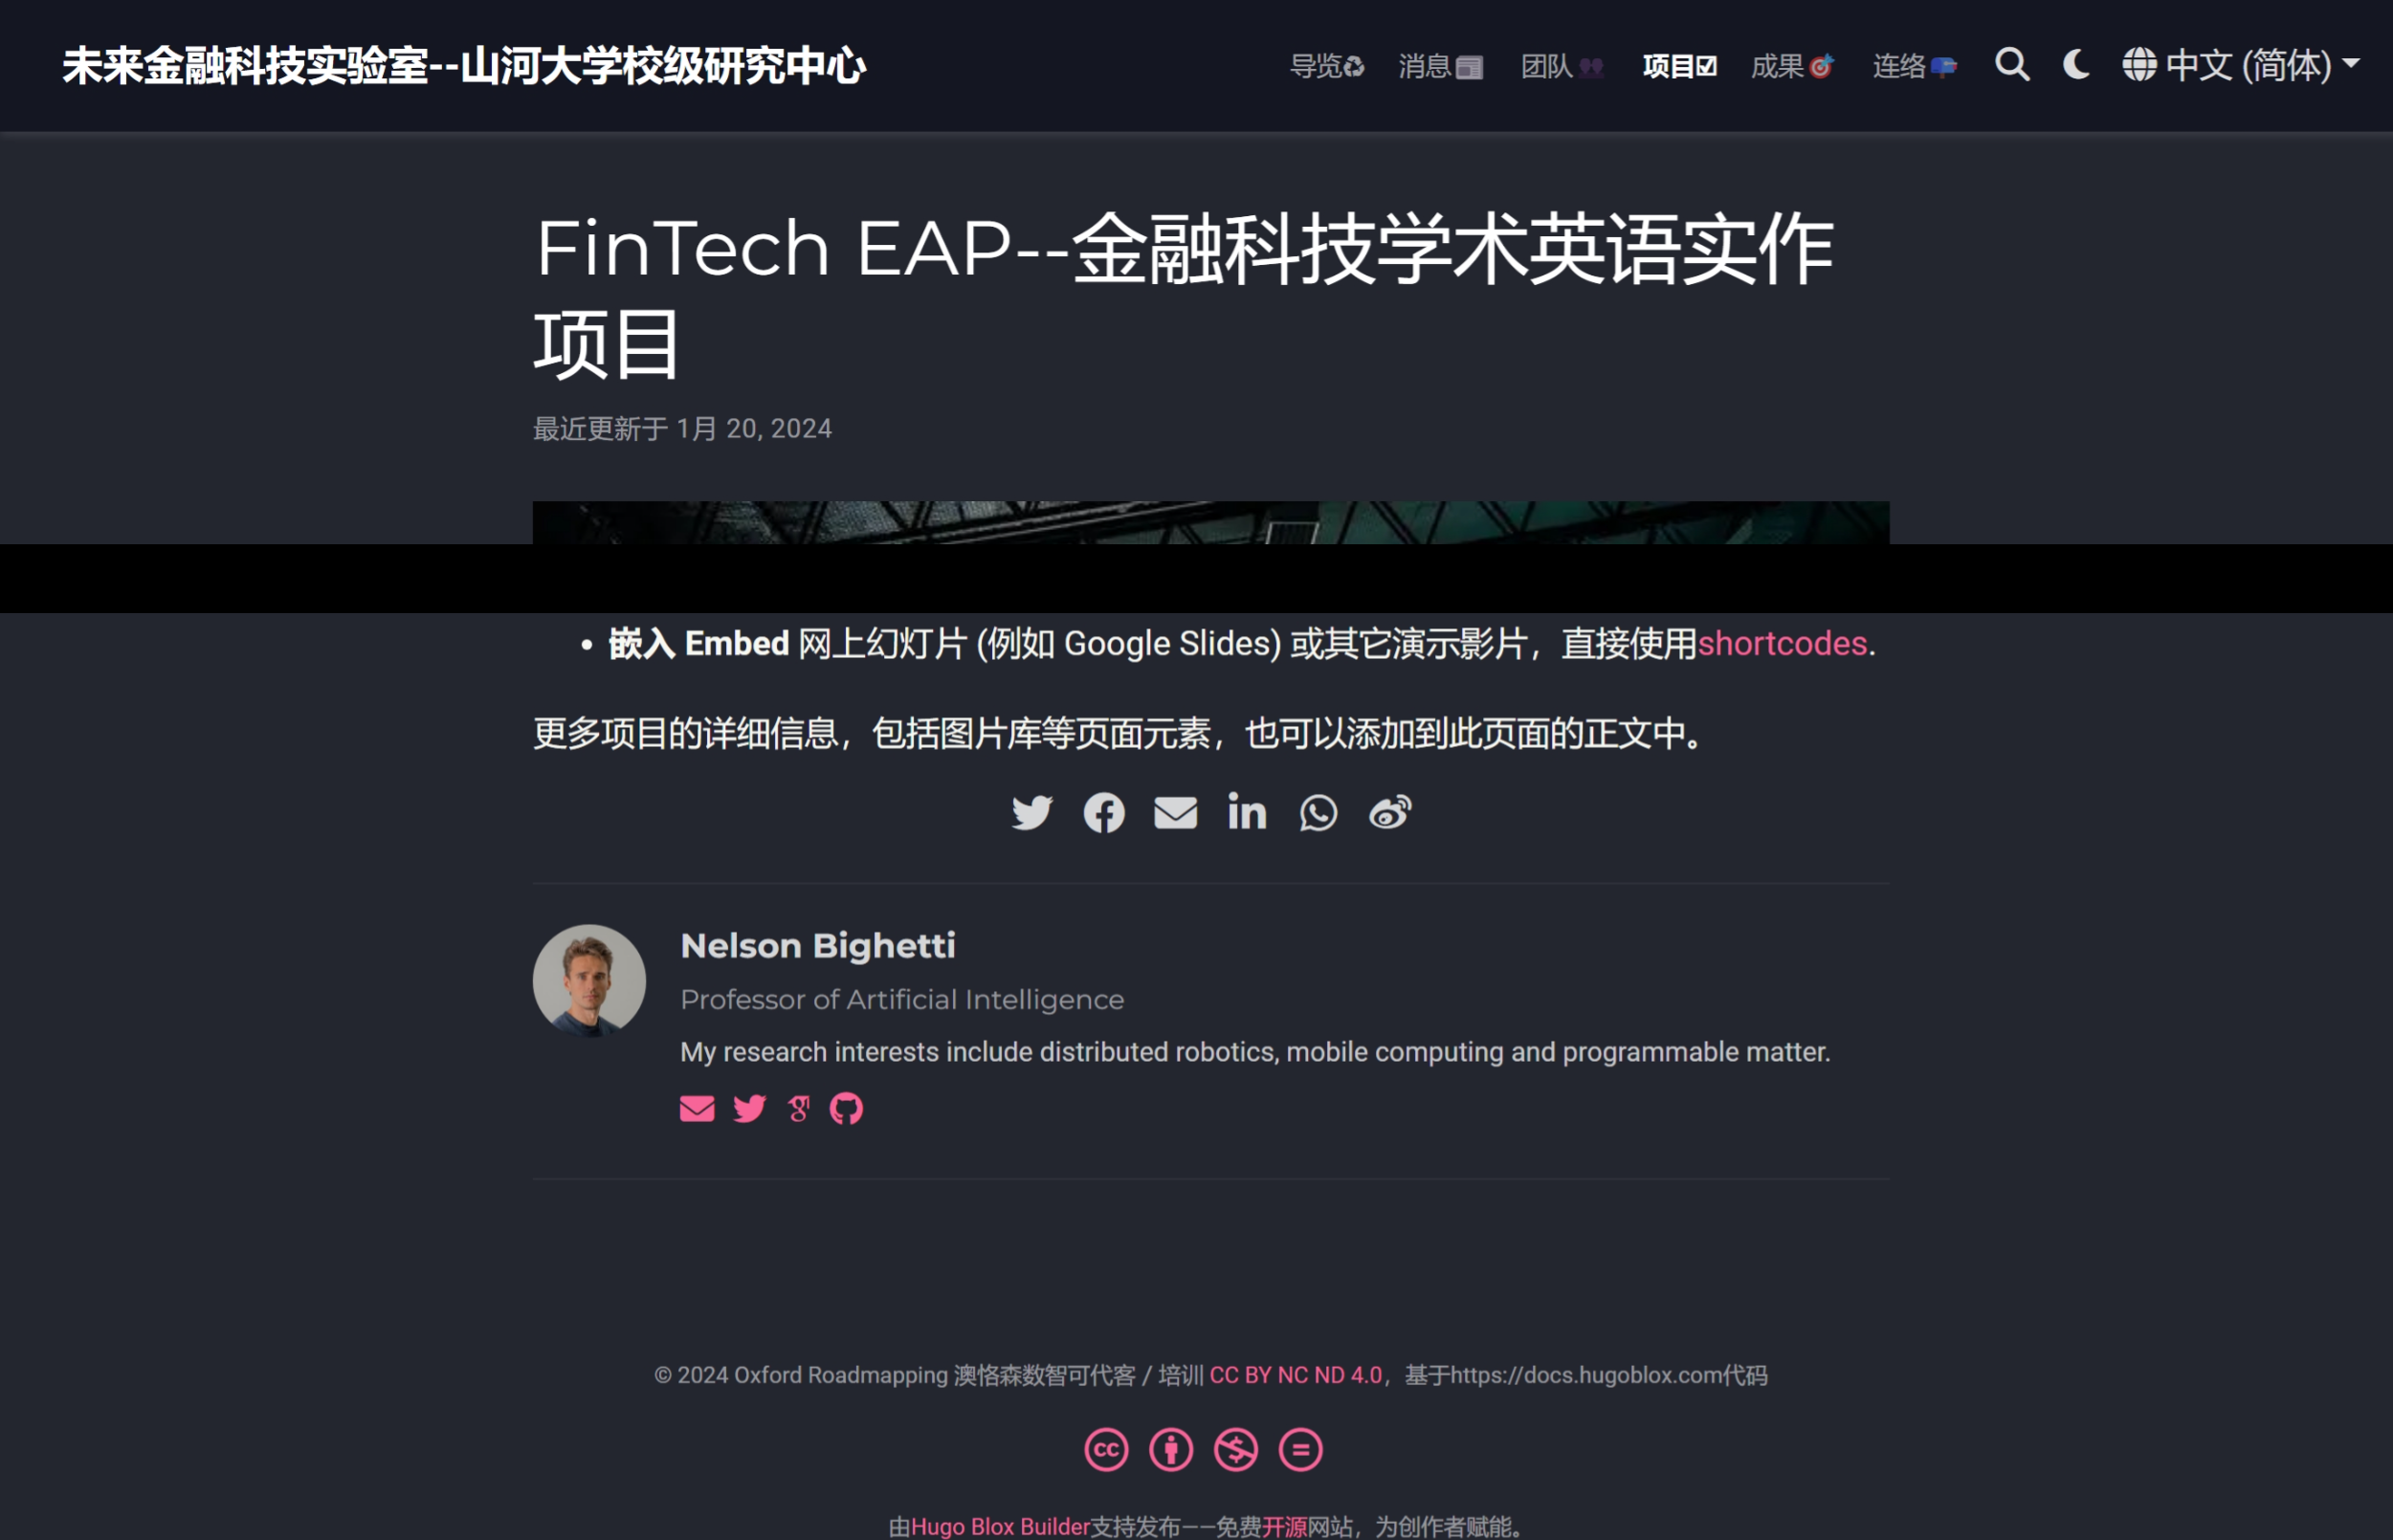 未来金融科技实验室--山河大学校级研究中心
导览 消息 团队 项目 成果 连络 中文 (简体)
FinTech EAP--金融科技学术英语实作
项目
最近更新于 1月 20, 2024
• 嵌入 Embed 网上幻灯片 (例如 Google Slides) 或其它演示影片，直接使用shortcodes.
更多项目的详细信息，包括图片库等页面元素，也可以添加到此页面的正文中。
Nelson Bighetti
Professor of Artificial Intelligence
My research interests include distributed robotics, mobile computing and programmable matter.
© 2024 Oxford Roadmapping 澳恪森数智可代客 / 培训 CC BY NC ND 4.0，基于https://docs.hugoblox.com代码
由Hugo Blox Builder支持发布——免费开源网站，为创作者赋能。